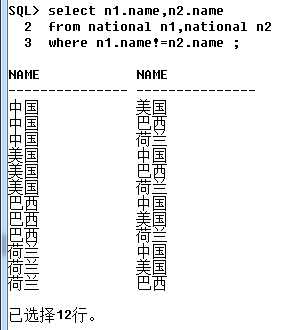 SQL> select n1.name,n2.name
2 from national n1,national n2
3 where n1.name!=n2.name ;
NAME NAME
--------------- ---------------
中国 美国
中国 巴西
中国 荷兰
美国 中国
美国 巴西
美国 荷兰
巴西 中国
巴西 美国
巴西 荷兰
荷兰 中国
荷兰 美国
荷兰 巴西
已选择12行。